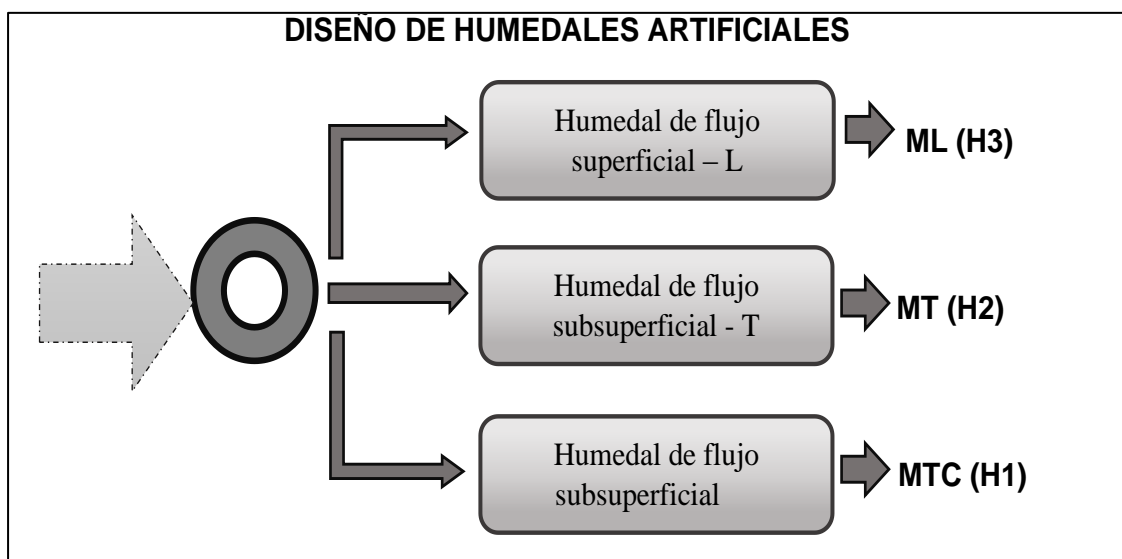 DISEÑO DE HUMEDALES ARTIFICIALES
Humedal de flujo
superficial – L
ML (H3)
Humedal de flujo
subsuperficial - T
MT (H2)
Humedal de flujo
subsuperficial
MTC (H1)